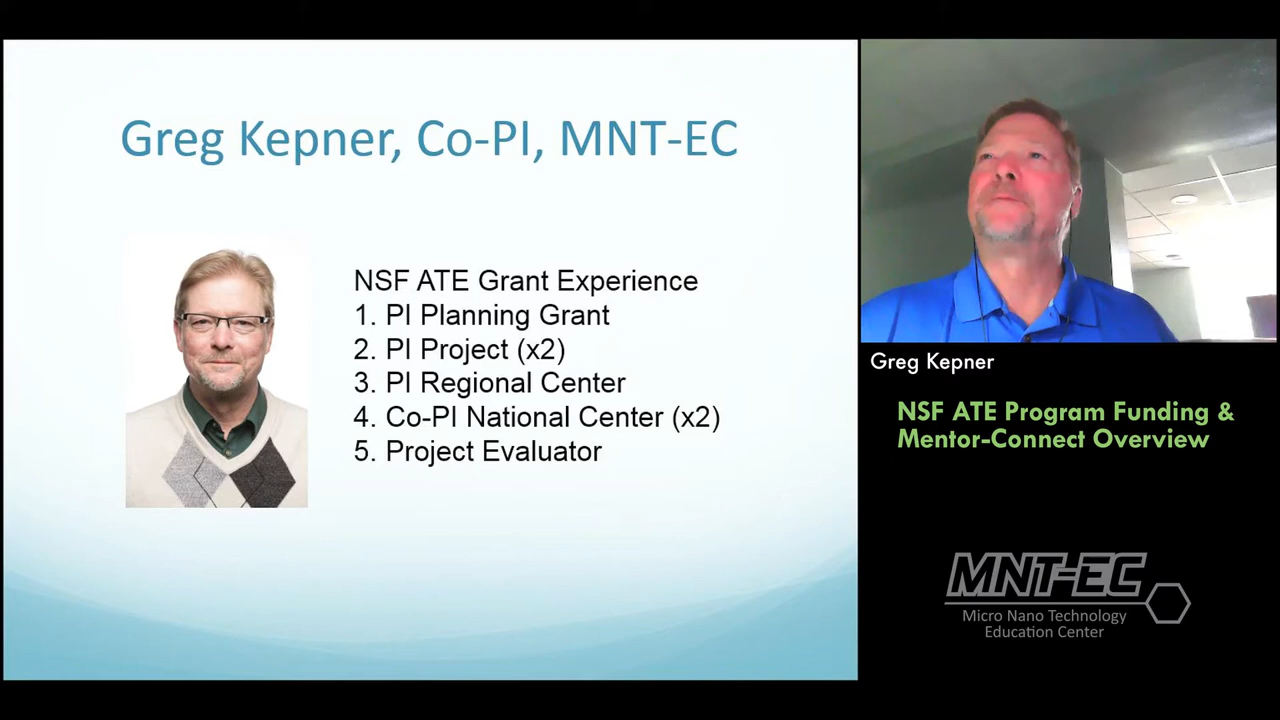 Greg Kepner, Co-PI, MNT-EC
NSF ATE Grant Experience
1. PI Planning Grant
2. PI Project (x2)
3. PI Regional Center
4. Co-PI National Center (x2)
5. Project Evaluator
Greg Kepner
NSF ATE Program Funding &
Mentor-Connect Overview
MNT-EC
Micro Nano Technology
Education Center